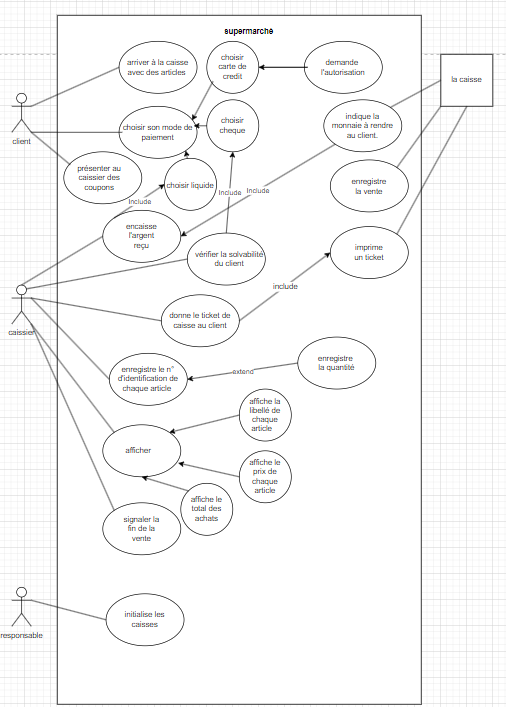 supermarché
arriver à la caisse
avec des articles
choisir
carte de
credit
demande
l'autorisation
la caisse
client
choisir son mode de
paiement
choisir
cheque
indique la
monnaie à rendre
au client.
présenter au
caissier des
coupons
choisir liquide
enregistre
la vente
Include
Include
Include
encaisse
l'argent
reçu
vérifier la solvabilité
du client
imprime
un ticket
include
caissier
donne le ticket de
caisse au client
enregistre le n°
d'identification de
chaque article
extend
enregistre
la quantité
affiche la
libellé de
chaque
article
afficher
affiche le
prix de
chaque
article
affiche le
total des
achats
signaler la
fin de la
vente
responsable
initialise les
caisses